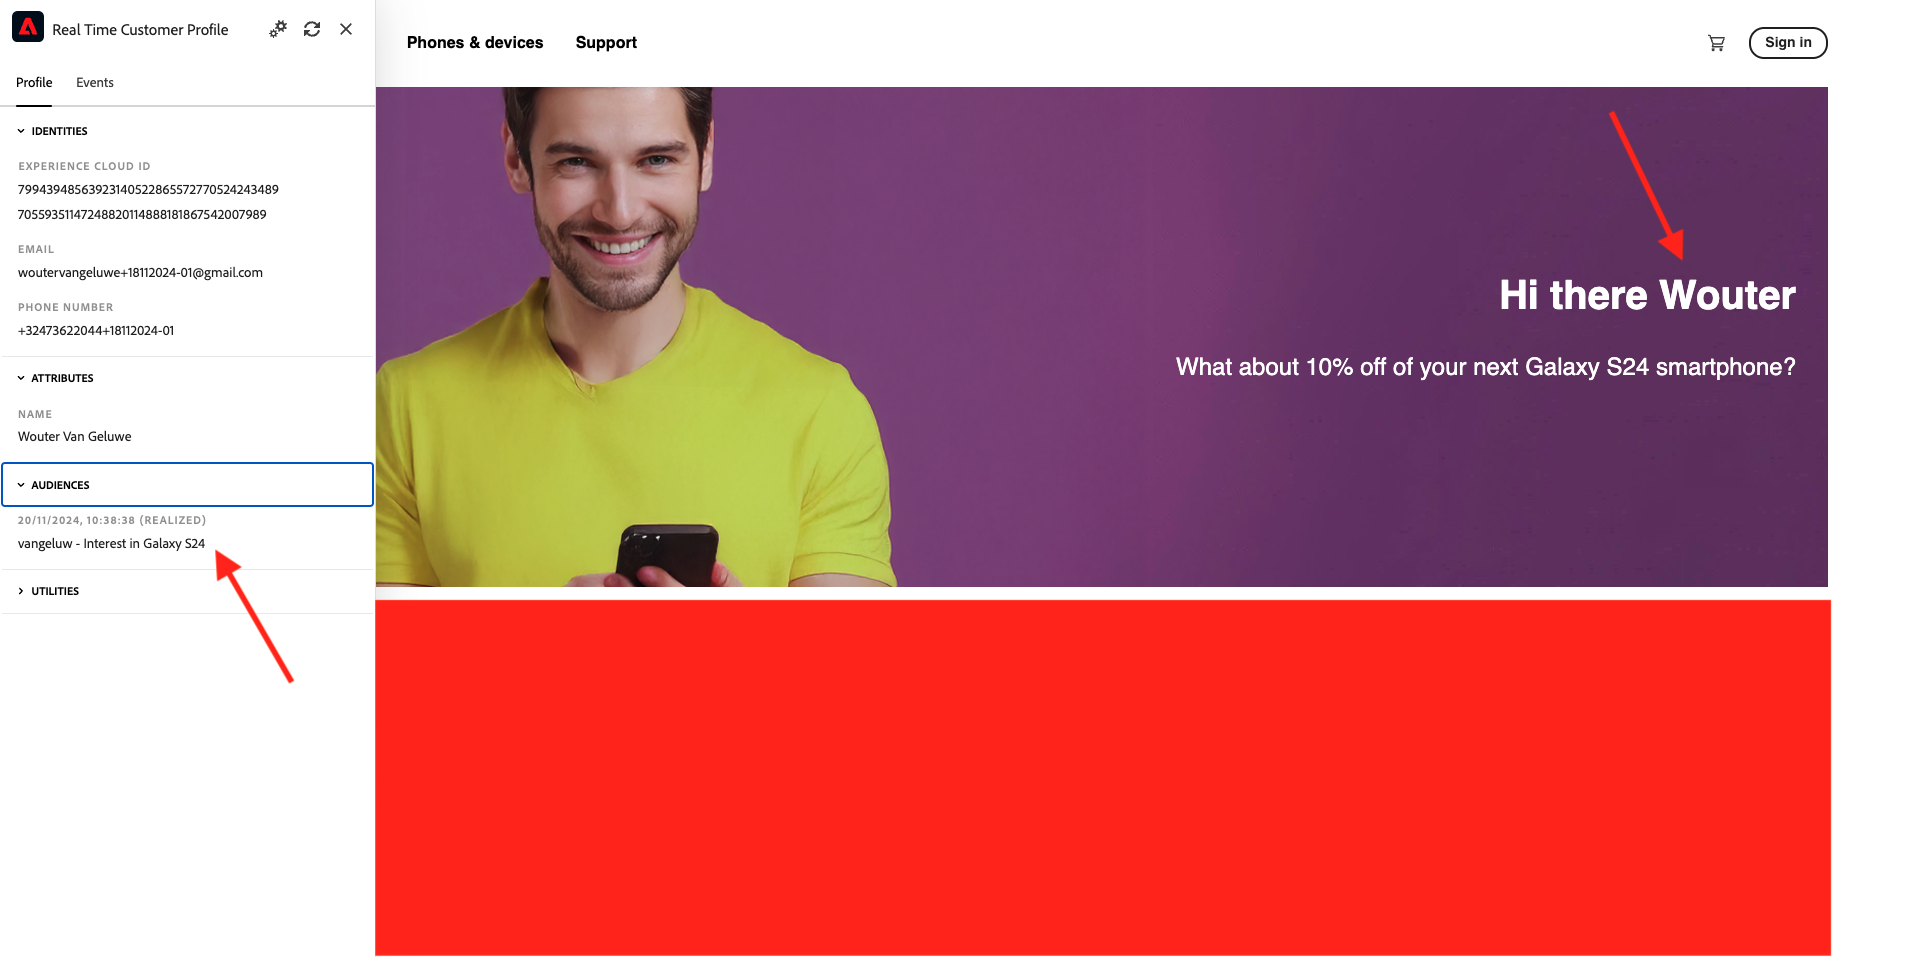 Real Time Customer Profile
Profile
Events
IDENTITIES
EXPERIENCE CLOUD ID
79943948563923140522865572770524243489
70559351147248820114888181867542007989
EMAIL
woutervangeluwe+18112024-01@gmail.com
PHONE NUMBER
+32473622044+18112024-01
ATTRIBUTES
NAME
Wouter Van Geluwe
AUDIENCES
20/11/2024, 10:38:38 (REALIZED)
vangeluw - Interest in Galaxy S24
UTILITIES
Phones & devices
Support
Sign in
Hi there Wouter
What about 10% off of your next Galaxy S24 smartphone?